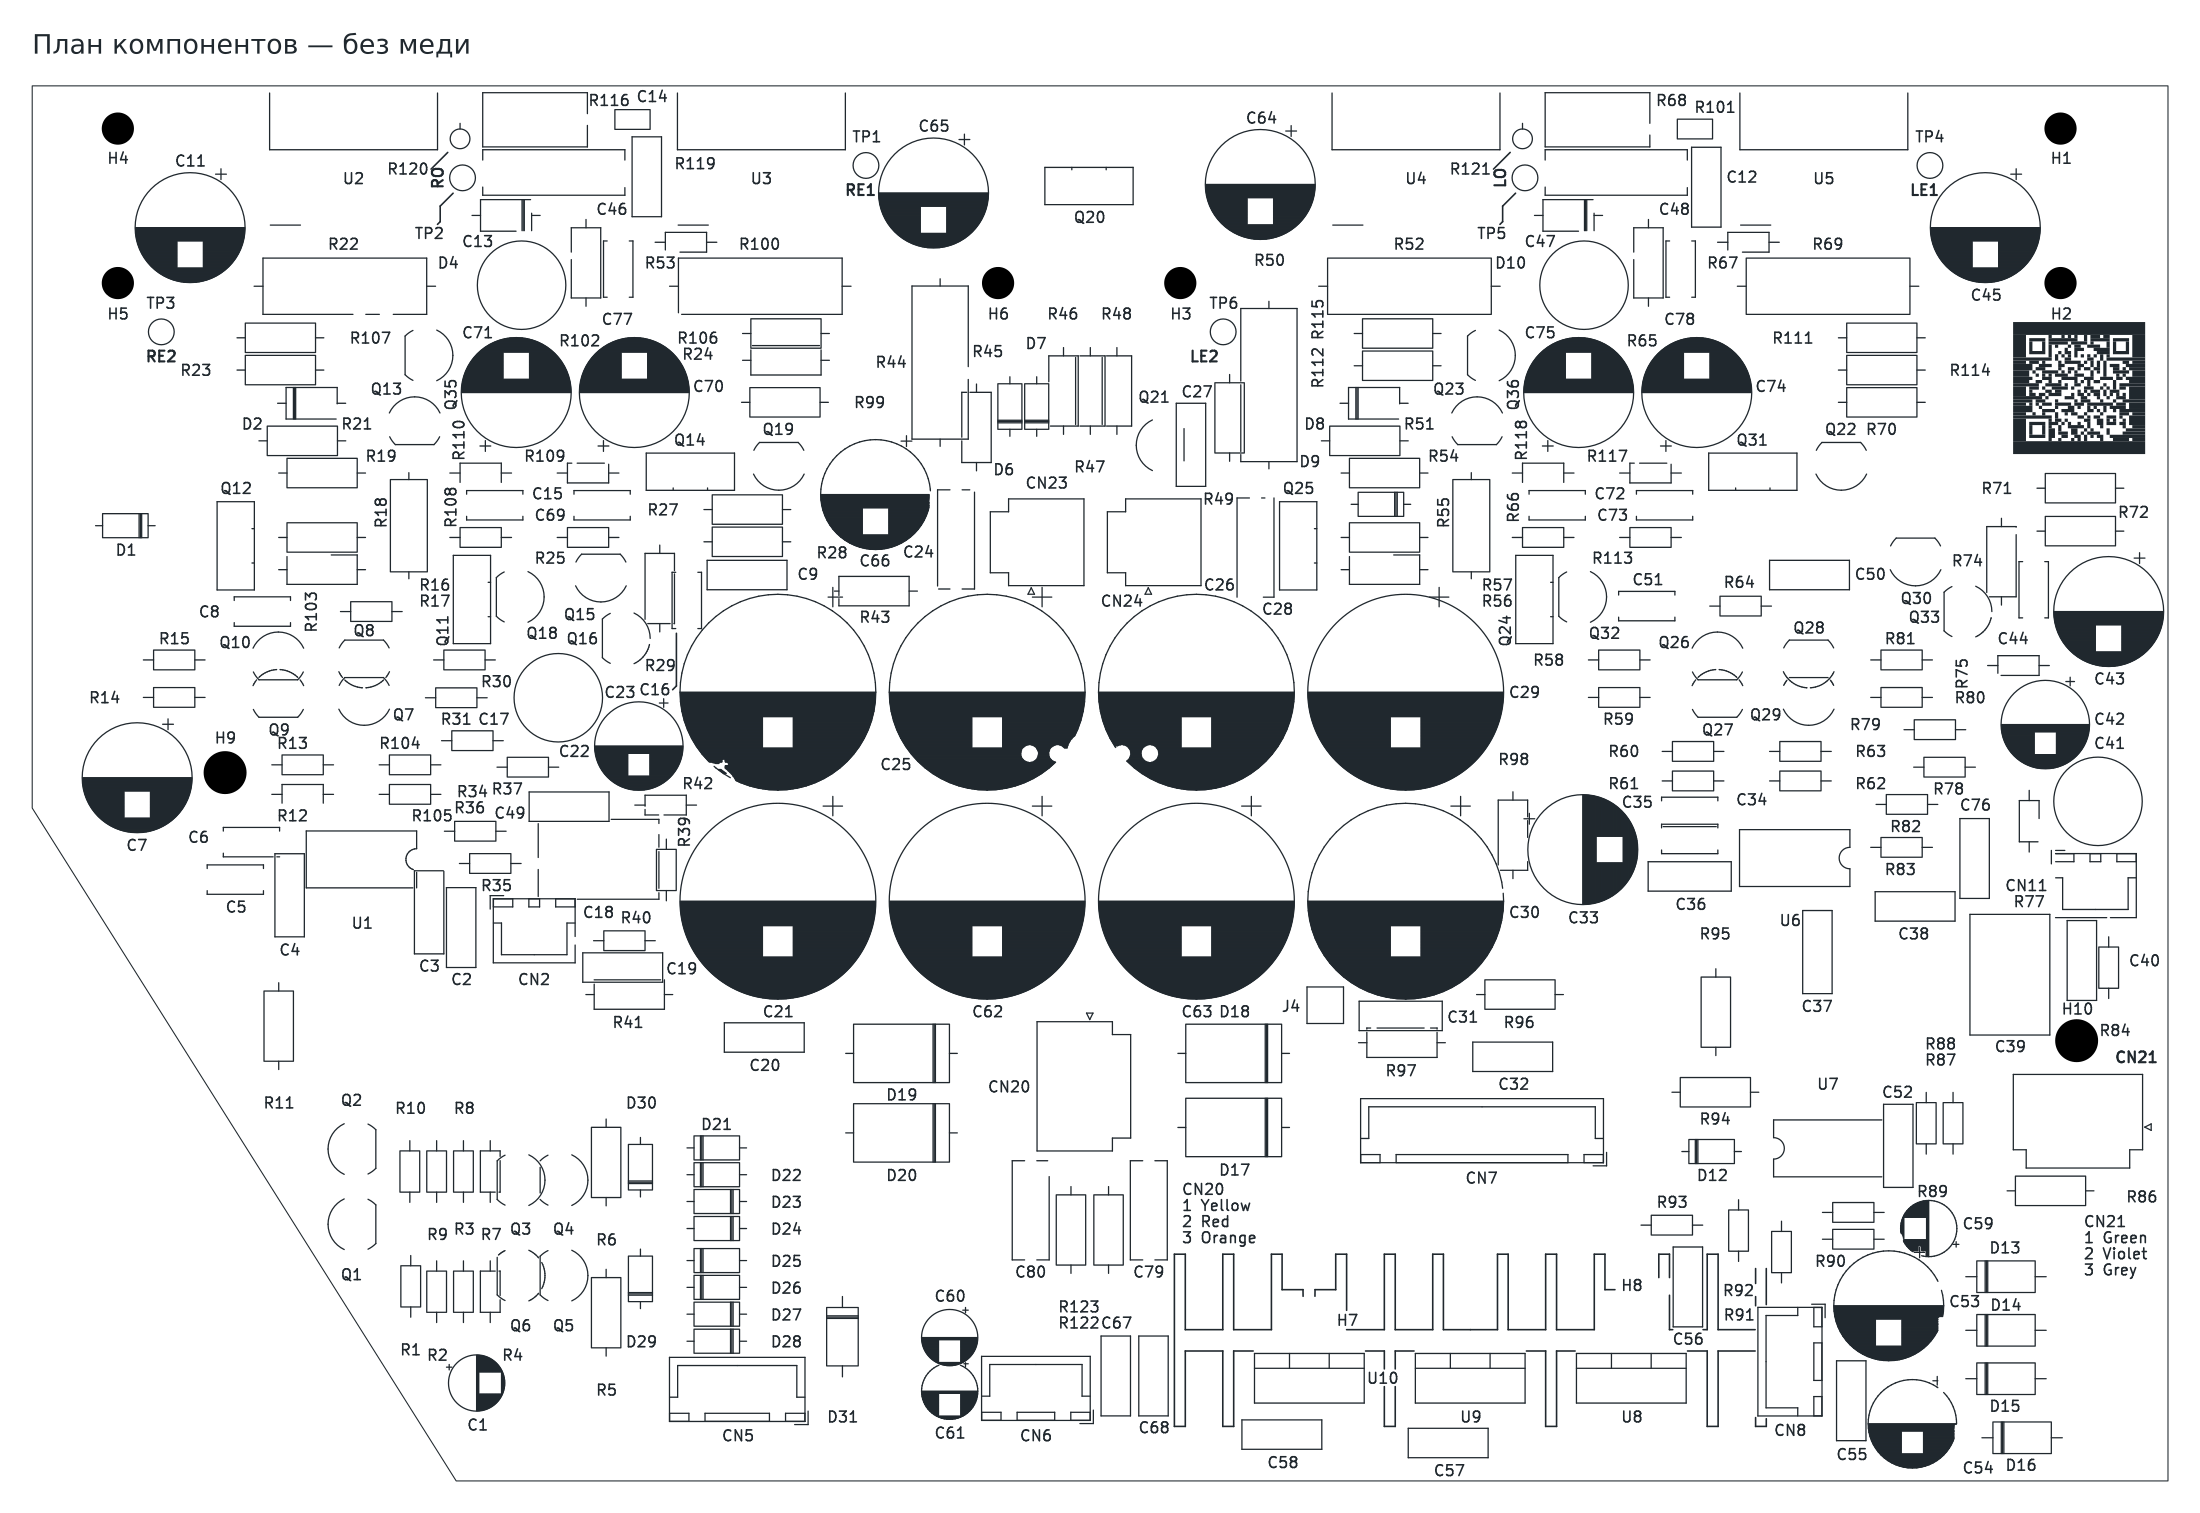 План компонентов — без меди
R116 C14
R68
R101
C64
C65
TP1
TP4
H4
C11
R120
RO
R119
RE1
R121
LO
LE1
H1
U2
U3
U4
U5
C12
C46
C48
Q20
TP2
C13
TP5
C47
R22
D4
R53
R100
R50
R52
D10
R67
R69
C45
H5
TP3
H6
H3
TP6
H2
C77
C78
RE2
R107
C71
R102
R106
R24
R44
R45
D7
R46
R48
LE2
R115
C75
R65
R111
R23
C70
R112
C74
R114
Q13
Q35
R99
Q21
C27
Q23
Q36
D2
R21
R110
Q14
Q19
D8
R51
R118
Q31
Q22
R70
R19
R109
D6
R47
D9
R54
R117
Q12
R18
R108
C15
C69
R27
CN23
R49
Q25
R55
R66
C72
C73
R71
R72
D1
R25
R28
C66
C24
R113
R74
C8
R103
R16
R17
C9
R43
CN24
C26
C28
R57
R56
C51
R64
C50
Q30
R15
Q10
Q8
Q11
Q18
Q15
Q16
Q24
Q32
Q26
Q28
Q33
C44
R14
R30
R29
R58
R81
R75
C43
Q9
Q7
R31 C17
C23 C16
C29
R59
Q27
Q29
R80
R79
C42
H9
R13
R104
C22
C25
R98
R60
R63
C41
R12
R105
R34
R36
R37
C49
R42
R61
C35
C34
R62
R78
C76
C7
C6
R39
R82
C5
C4
U1
R35
C18
R40
C30
C33
C36
R83
CN11
R77
C3
C2
CN2
C19
R95
U6
C38
C40
R41
C21
C62
C63 D18
J4
C31
R96
C37
H10
C20
R97
C32
R88
R87
C39
R84
CN21
R11
Q2
R10
R8
D30
D19
CN20
R94
U7
C52
D21
D22
D20
D17
CN7
D12
CN20
1 Yellow
2 Red
3 Orange
R93
R89
R86
R9
R3
R7
Q3
Q4
R6
D23
D24
C59
CN21
1 Green
2 Violet
3 Grey
Q1
D25
D26
C80
C79
R90
D13
H8
R92
R91
C53
D14
Q6
Q5
D29
D27
D28
C60
R123
R122 C67
H7
C56
R1
R2
R4
R5
U10
C1
CN5
D31
C61
CN6
C68
U9
U8
CN8
D15
C58
C57
C55
C54
D16